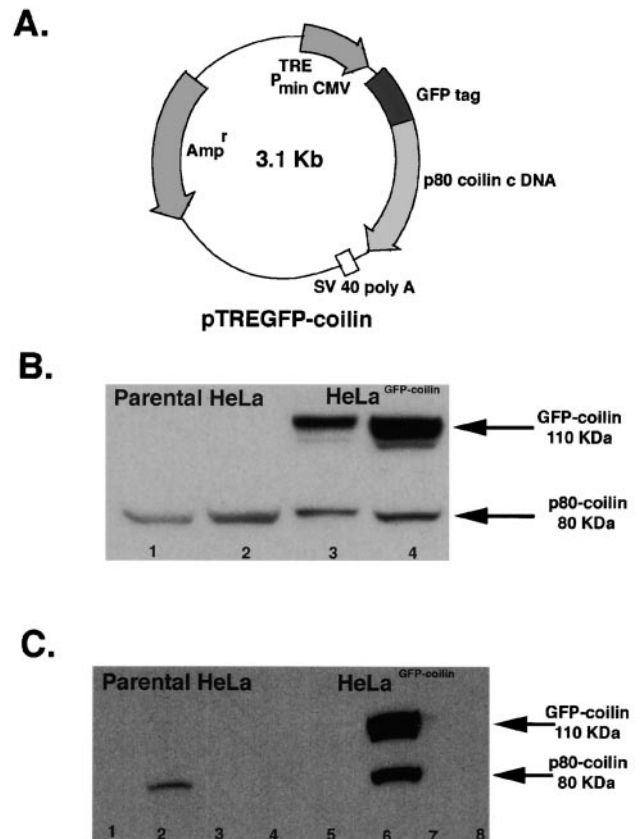 A.
TRE
P min CMV
GFP tag
Amp r
3.1 Kb
p80 coilin c DNA
SV 40 poly A
pTREGFP-coilin
B.
Parental HeLa HeLa GFP-coilin
GFP-coilin
110 KDa
p80-coilin
80 KDa
1 2 3 4
C.
Parental HeLa HeLa GFP-coilin
GFP-coilin
110 KDa
p80-coilin
80 KDa
1 2 3 4 5 6 7 8